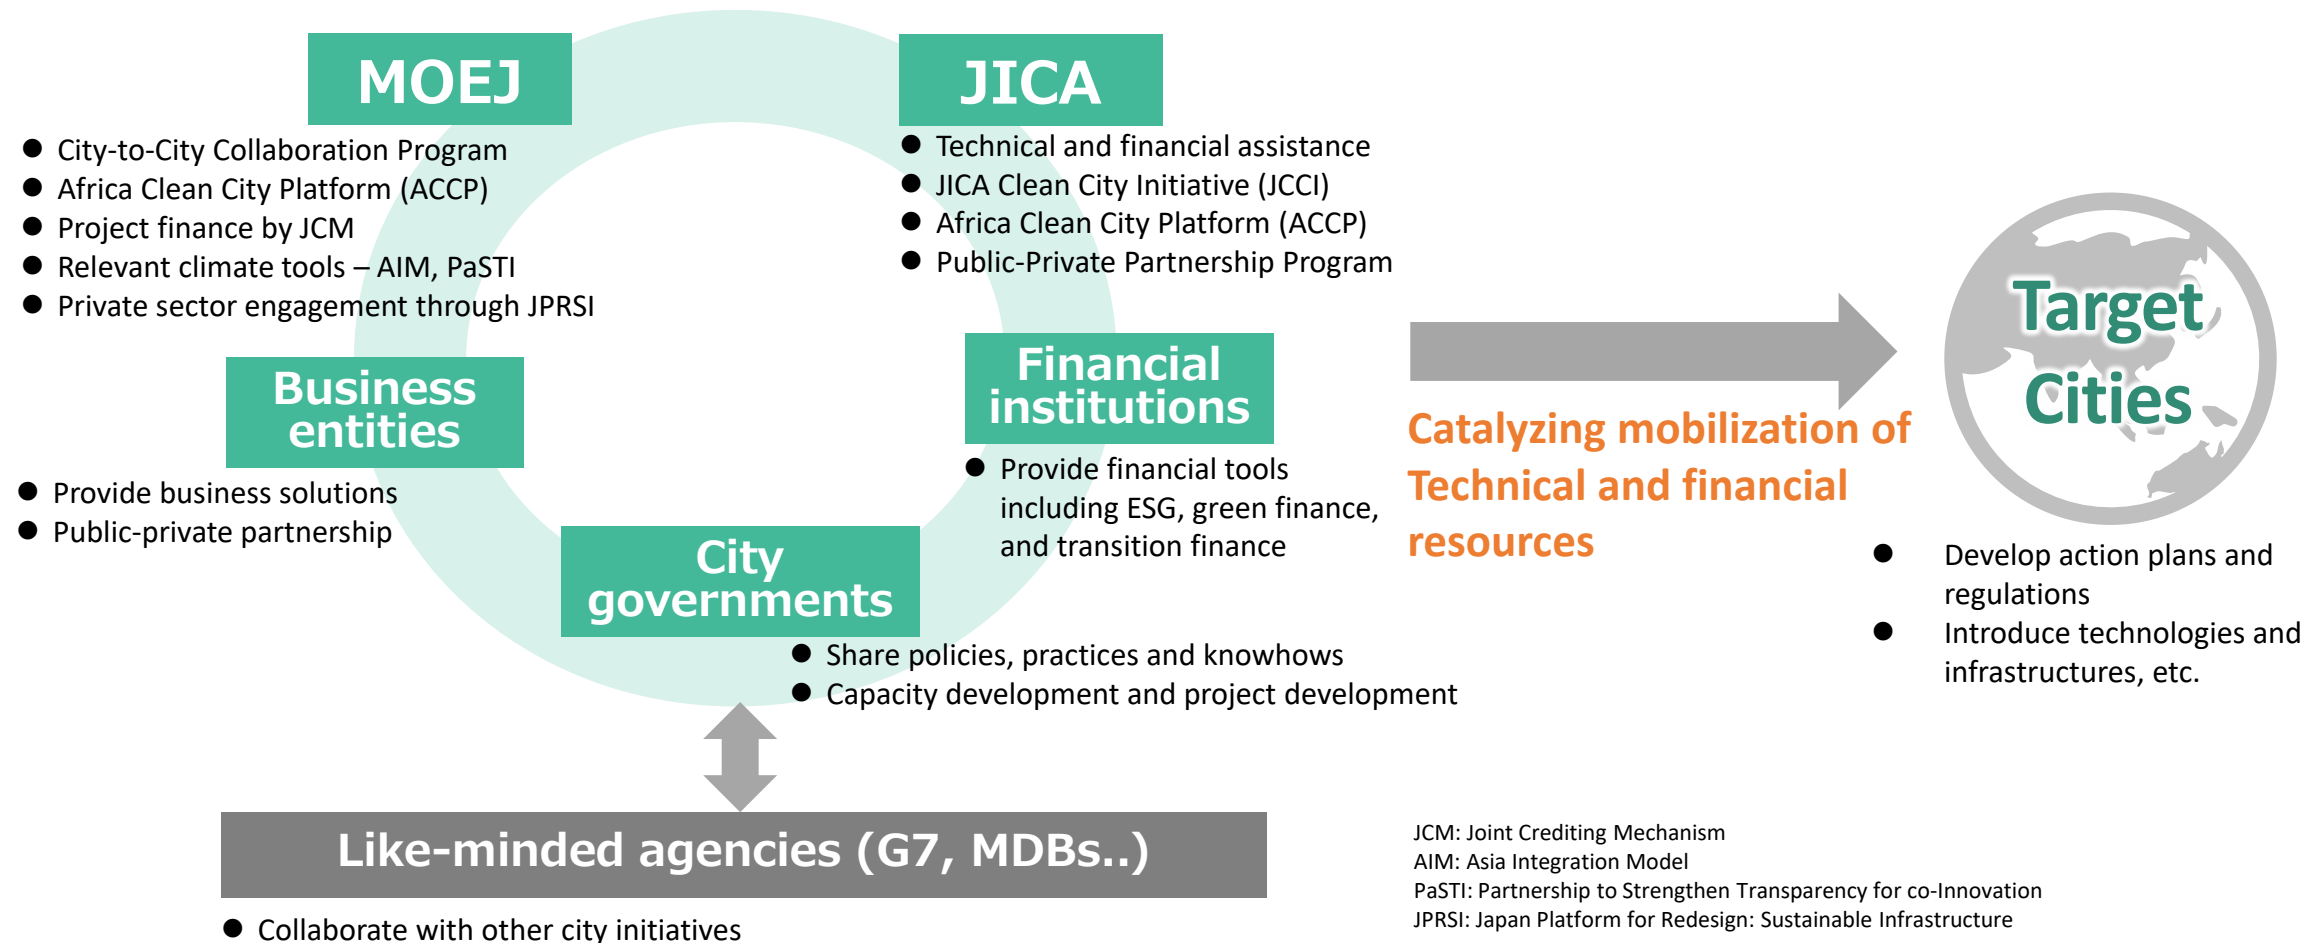 MOEJ
● City-to-City Collaboration Program
● Africa Clean City Platform (ACCP)
● Project finance by JCM
● Relevant climate tools – AIM, PaSTI
● Private sector engagement through JPRSI
JICA
● Technical and financial assistance
● JICA Clean City Initiative (JCCI)
● Africa Clean City Platform (ACCP)
● Public-Private Partnership Program
Business
entities
● Provide business solutions
● Public-private partnership
Financial
institutions
● Provide financial tools
including ESG, green finance,
and transition finance
City
governments
● Share policies, practices and knowhows
● Capacity development and project development
Catalyzing mobilization of
Technical and financial
resources
Target
Cities
● Develop action plans and
regulations
● Introduce technologies and
infrastructures, etc.
Like-minded agencies (G7, MDBs..)
● Collaborate with other city initiatives
JCM: Joint Crediting Mechanism
AIM: Asia Integration Model
PaSTI: Partnership to Strengthen Transparency for co-Innovation
JPRSI: Japan Platform for Redesign: Sustainable Infrastructure